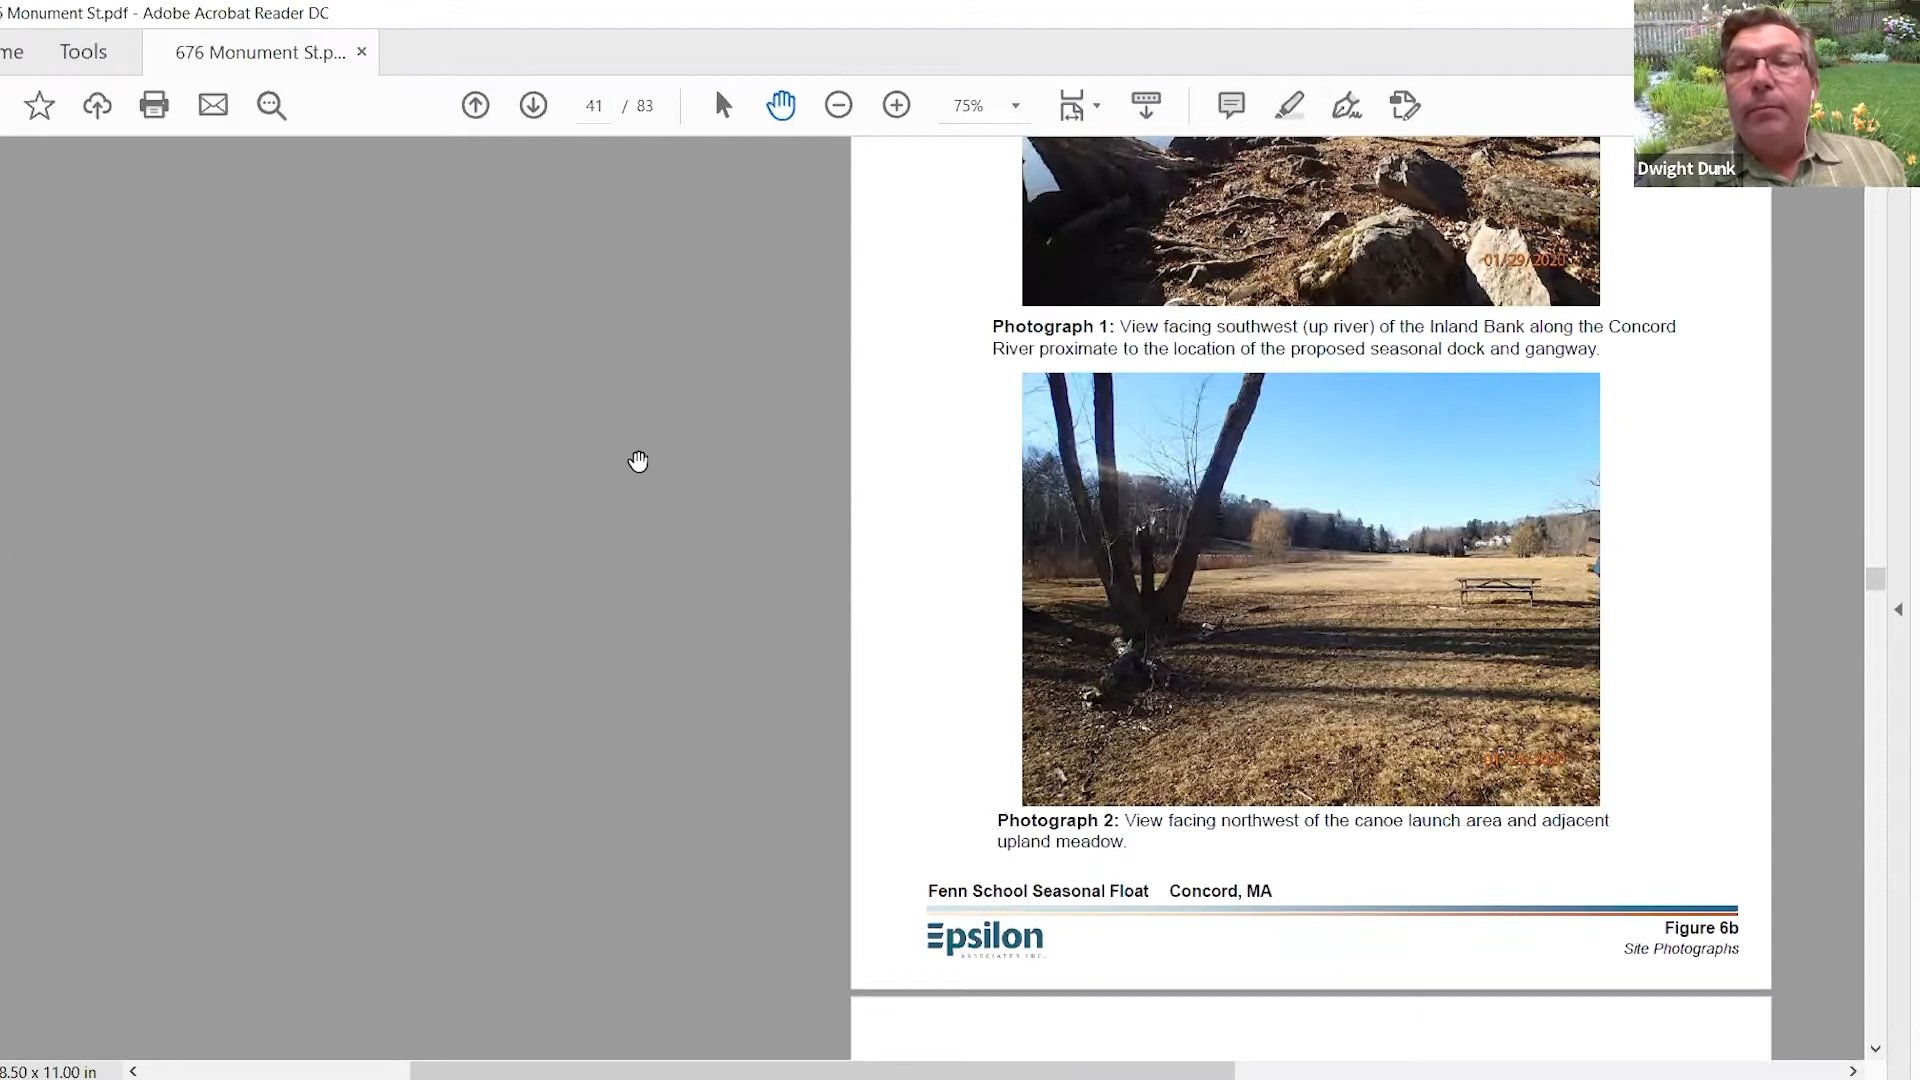 6 Monument St.pdf - Adobe Acrobat Reader DC
me Tools 676 Monument St.p... ×
41 / 83 75%
Dwight Dunk
01/29/2020
Photograph 1: View facing southwest (up river) of the Inland Bank along the Concord
River proximate to the location of the proposed seasonal dock and gangway.
Photograph 2: View facing northwest of the canoe launch area and adjacent
upland meadow.
Fenn School Seasonal Float Concord, MA
Epsilon
ASSOCIATES INC.
Figure 6b
Site Photographs
8.50 x 11.00 in